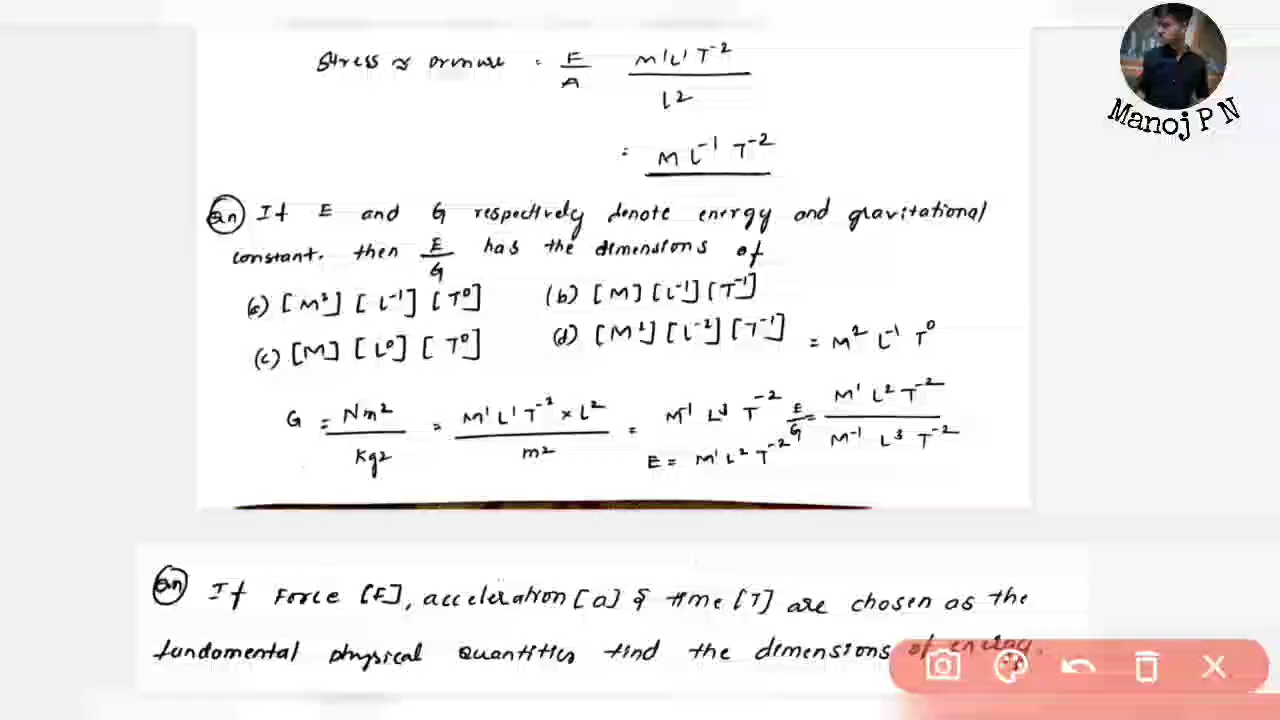 Stress ≈ pressure = F/A M¹L¹T⁻²/L²
= M L⁻¹ T⁻²
Manoj P N
Qn If E and G respectively denote energy and gravitational
constant. then E/G has the dimensions of
(a) [M²] [L⁻¹] [T⁰] (b) [M] [L⁻¹] [T⁻¹]
(c) [M] [L⁰] [T⁰] (d) [M²] [L⁻²] [T⁻¹] = M² L⁻¹ T⁰
G = Nm²/kg² = M¹L¹T⁻² × L²/m² = M⁻¹ L³ T⁻² E/G = M¹ L² T⁻²/M⁻¹ L³ T⁻²
E = M¹ L² T⁻²
Qn If Force [F], acceleration [a] & time [T] are chosen as the
fundamental physical quantities find the dimensions of energy.